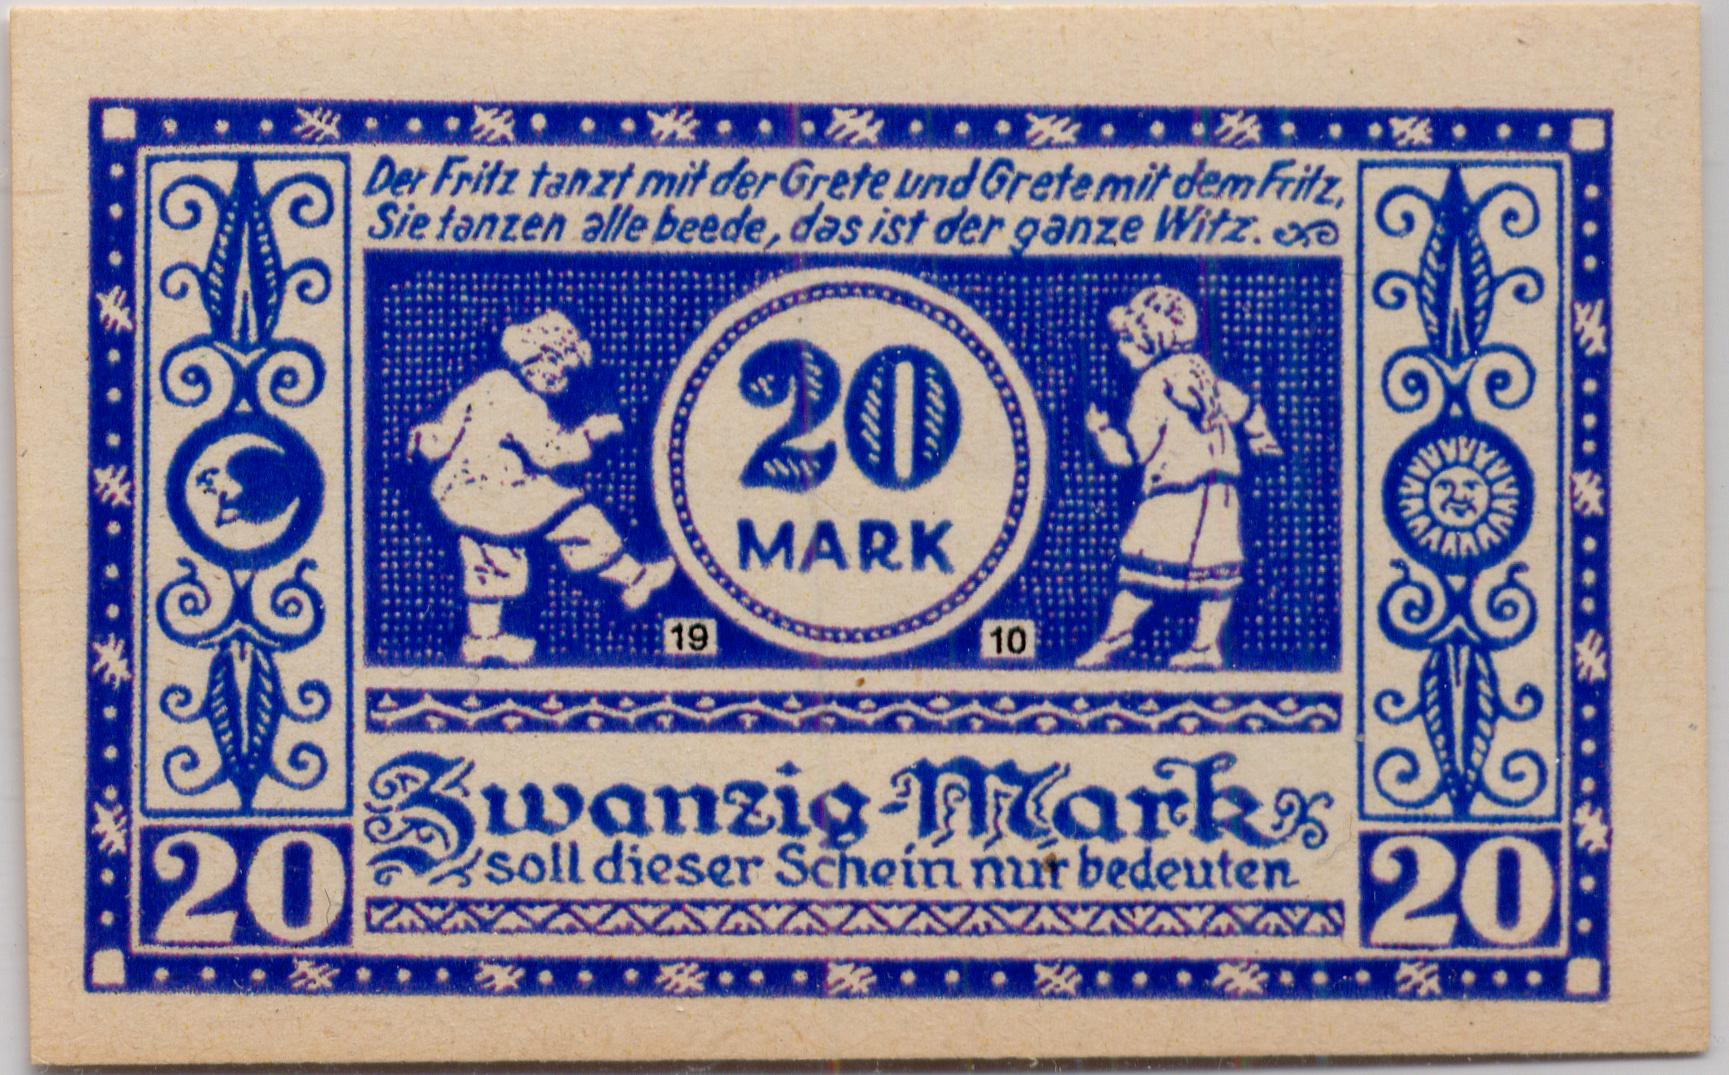 Der Fritz tanzt mit der Grete und Grete mit dem Fritz,
Sie tanzen alle beede, das ist der ganze Witz.
20
MARK
19 10
Zwanzig-Mark
soll dieser Schein nur bedeuten
20 20